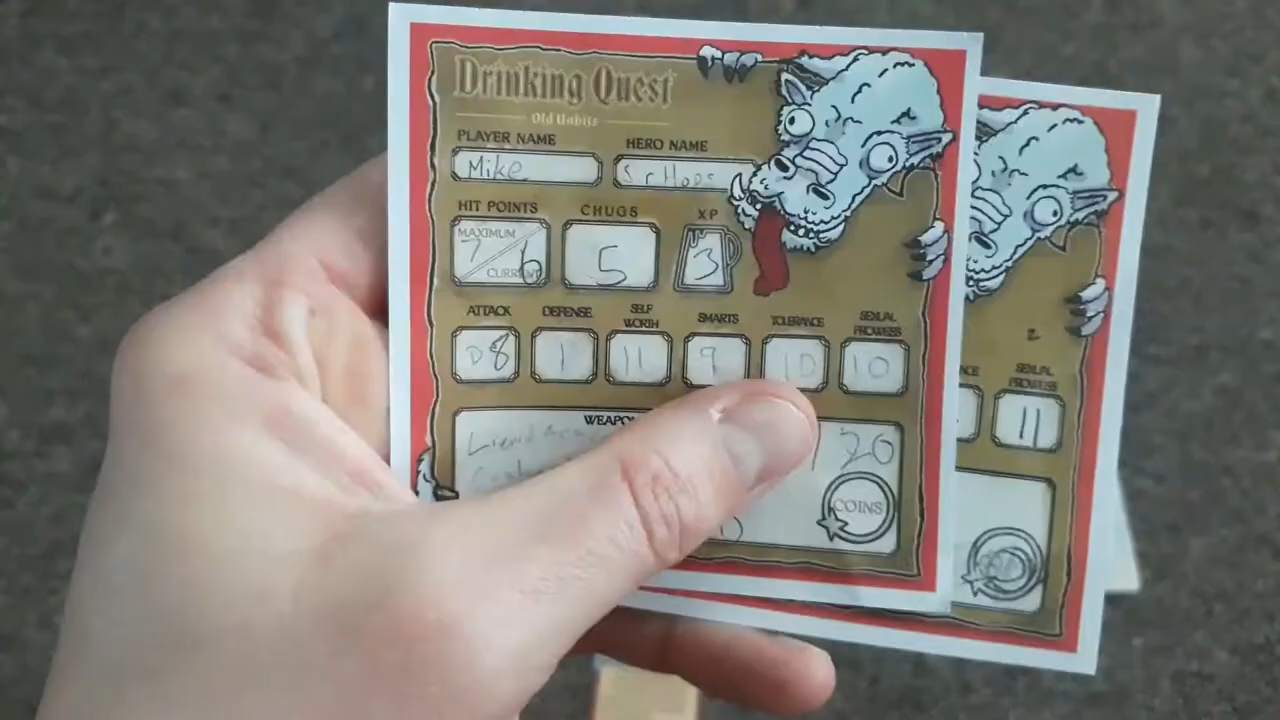 Drinking Quest
Old Habits
PLAYER NAME HERO NAME
Mike
HIT POINTS CHUGS XP
MAXIMUM
7
6 5 3
ATTACK DEFENSE SELF WORTH SMARTS TOLERANCE SEXUAL PROWESS
D8 1 11 9 10 10
20
COINS
2
SEXUAL
PROWESS
11